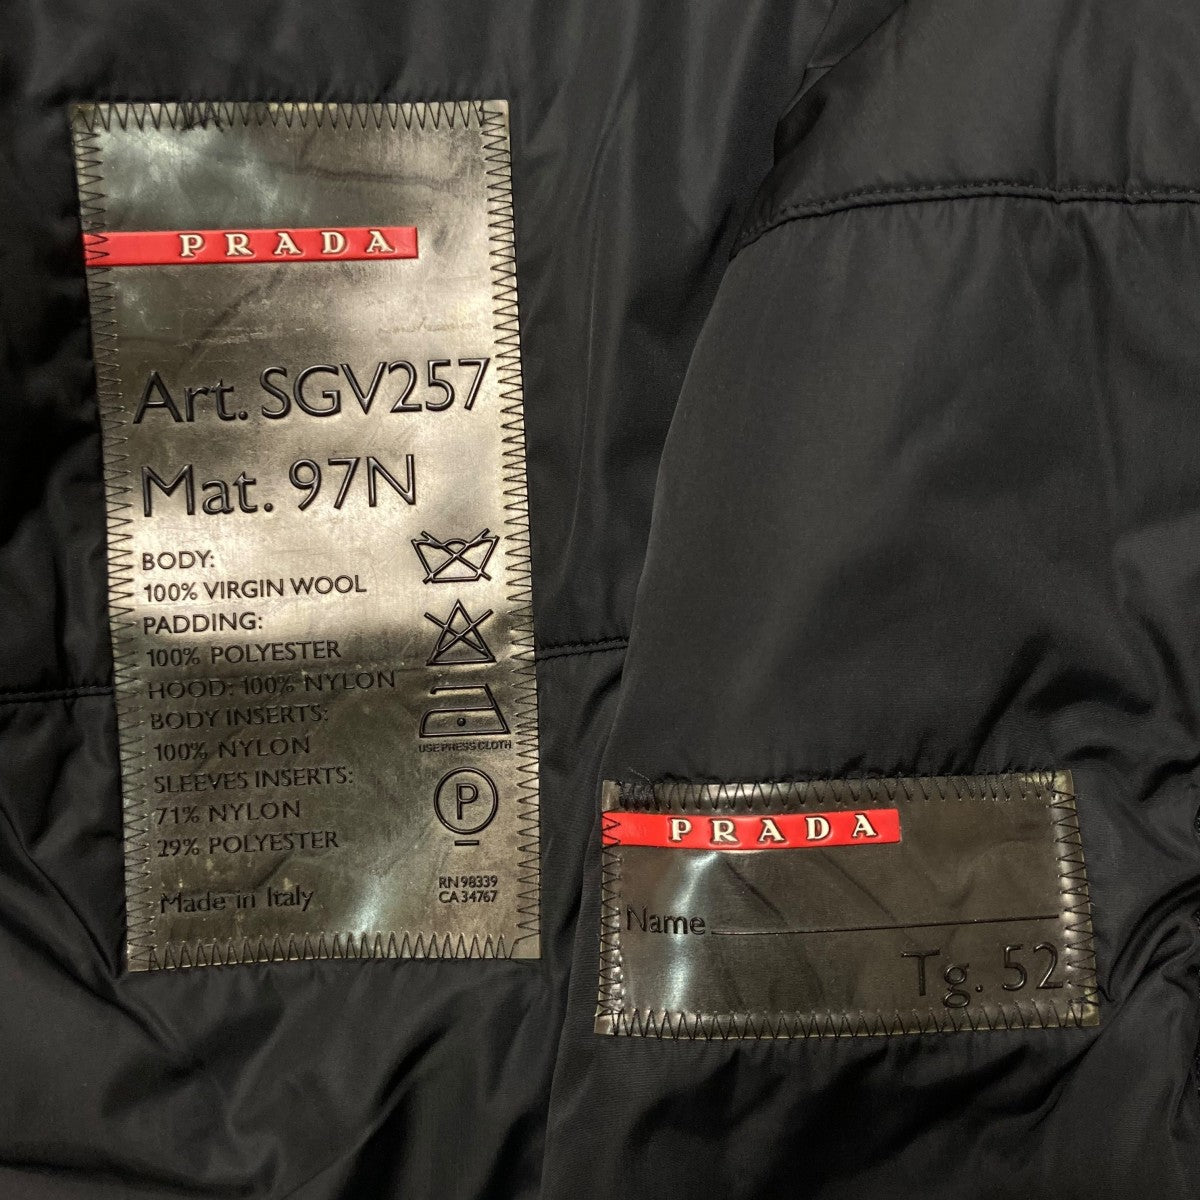 PRADA
Art. SGV257
Mat. 97N
BODY:
100% VIRGIN WOOL
PADDING:
100% POLYESTER
HOOD: 100% NYLON
BODY INSERTS:
100% NYLON
SLEEVES INSERTS:
71% NYLON
29% POLYESTER
Made in Italy
USE PRESS CLOTH
P
RN 98339
CA 34767
PRADA
Name
Tg. 52